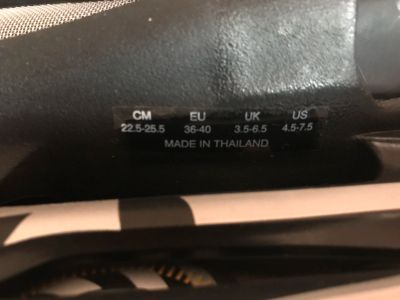 CM EU UK US
22.5-25.5 36-40 3.5-6.5 4.5-7.5
MADE IN THAILAND